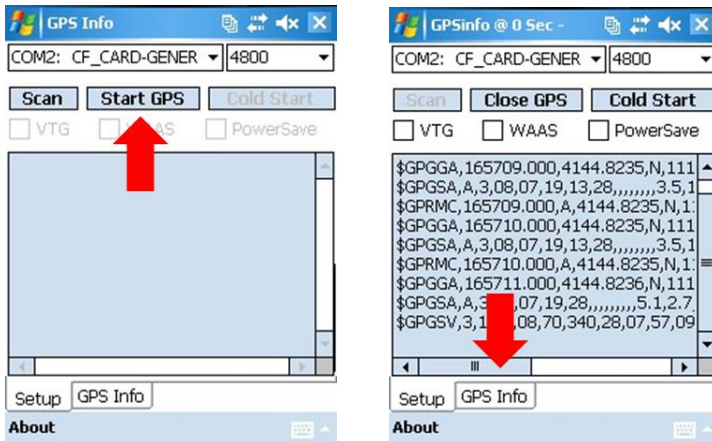 GPS Info
COM2: CF_CARD-GENER 4800
Scan Start GPS Cold Start
VTG PowerSave
Setup GPS Info
About
GPSinfo @ 0 Sec -
COM2: CF_CARD-GENER 4800
Scan Close GPS Cold Start
VTG WAAS PowerSave
$GPGGA,165709.000,4144.8235,N,111
$GPGSA,A,3,08,07,19,13,28,,,,,,,,3.5,1
$GPRMC,165709.000,A,4144.8235,N,1
$GPGGA,165710.000,4144.8235,N,111
$GPGSA,A,3,08,07,19,13,28,,,,,,,,3.5,1
$GPRMC,165710.000,A,4144.8235,N,1
$GPGGA,165711.000,4144.8236,N,111
$GPGSA,A,3 ,07,19,28,,,,,,,,,5.1,2.7
$GPGSV,3,1 ,08,70,340,28,07,57,09
Setup GPS Info
About